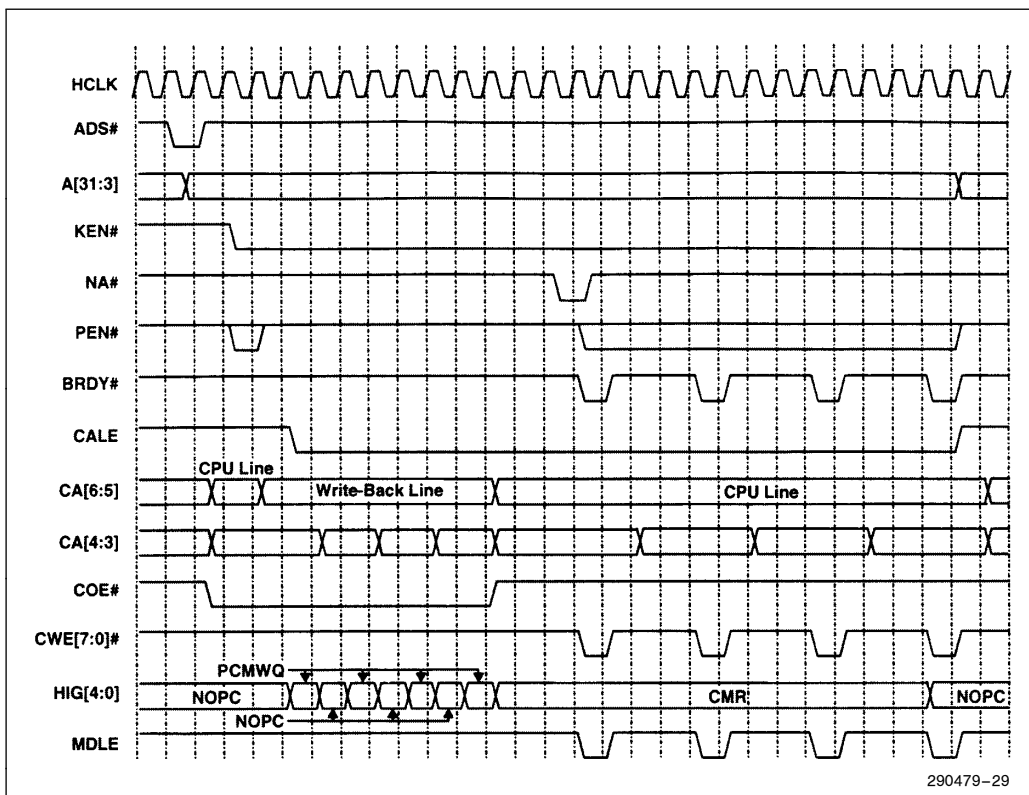 HCLK
ADS#
A[31:3]
KEN#
NA#
PEN#
BRDY#
CALE
CPU Line
CA[6:5]
Write-Back Line
CPU Line
CA[4:3]
COE#
CWE[7:0]#
PCMWQ
HIG[4:0]
NOPC
CMR
NOPC
NOPC
MDLE
290479-29